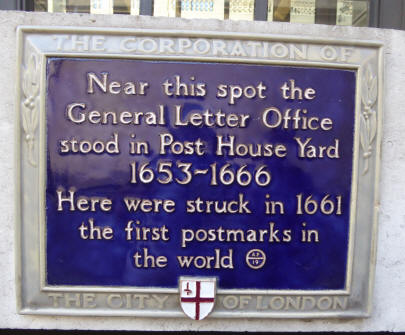 THE CORPORATION OF
Near this spot the
General Letter Office
stood in Post House Yard
1653~1666
Here were struck in 1661
the first postmarks in
the world
THE CITY OF LONDON